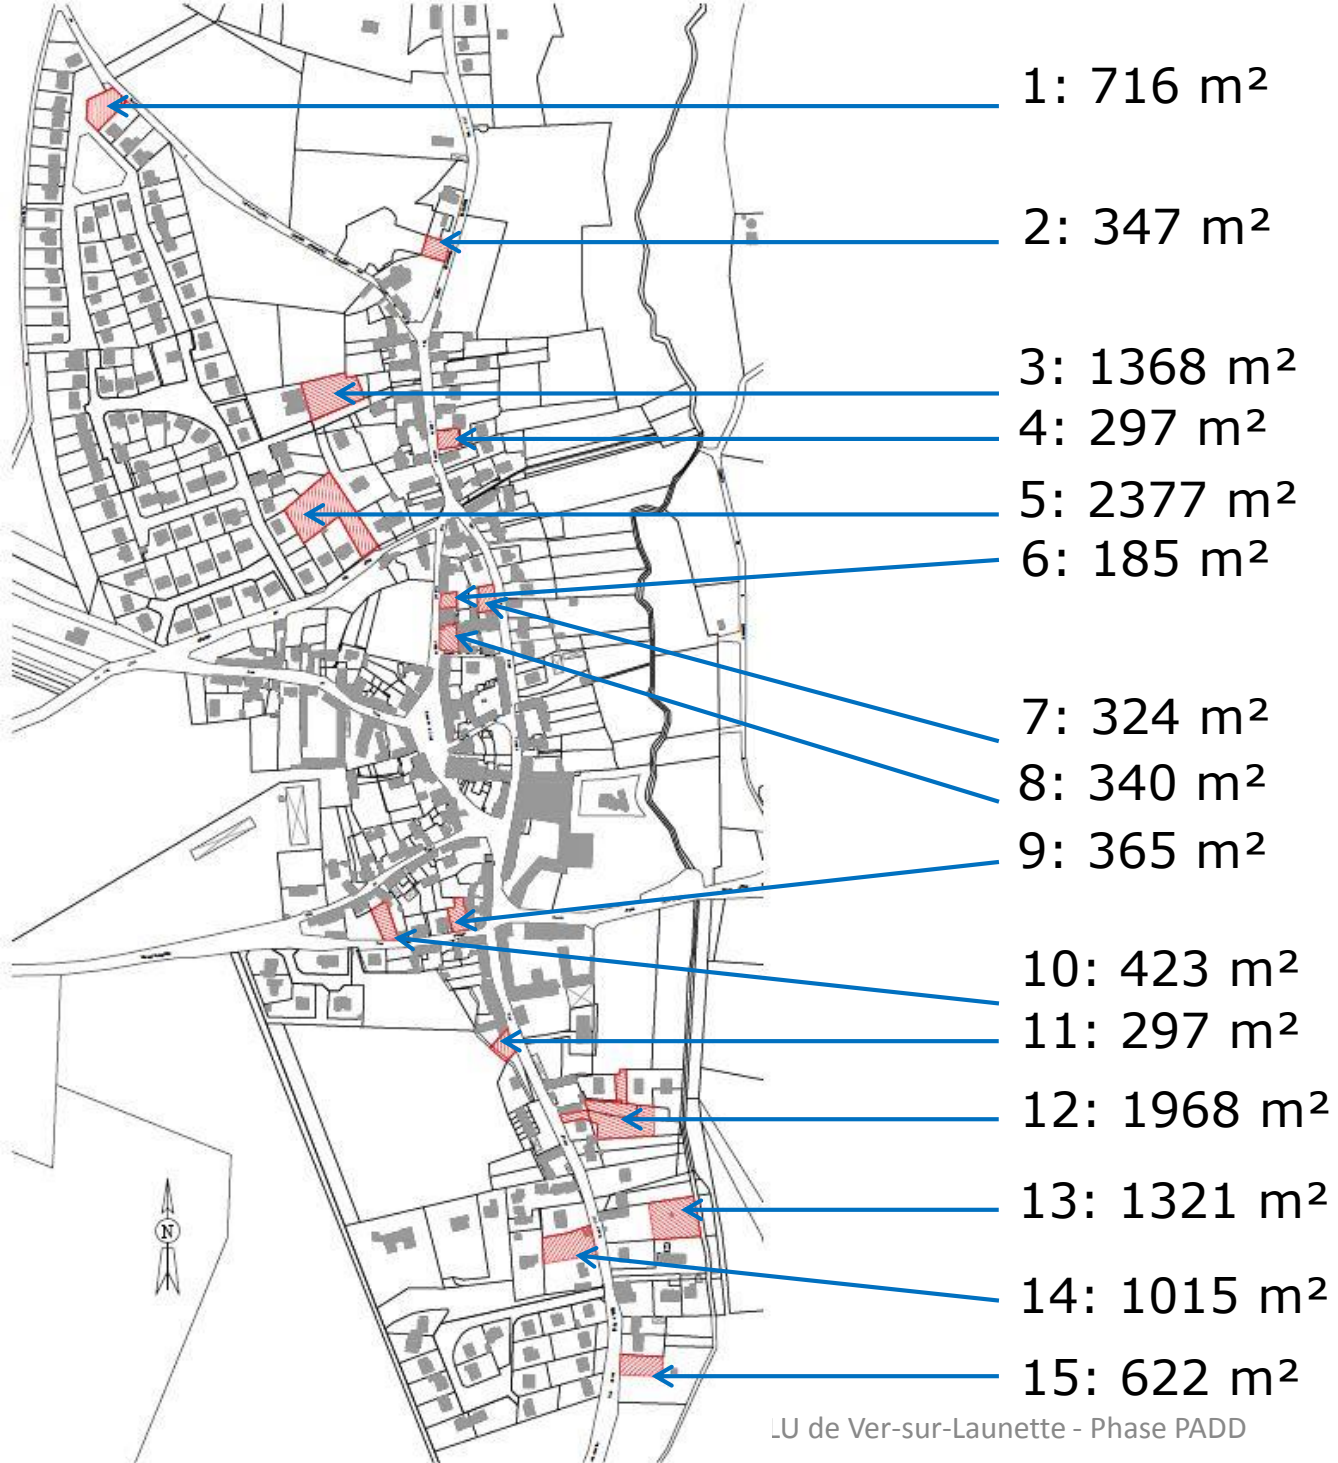 1: 716 m²
2: 347 m²
3: 1368 m²
4: 297 m²
5: 2377 m²
6: 185 m²
7: 324 m²
8: 340 m²
9: 365 m²
10: 423 m²
11: 297 m²
12: 1968 m²
N
13: 1321 m²
14: 1015 m²
15: 622 m²
LU de Ver-sur-Launette - Phase PADD